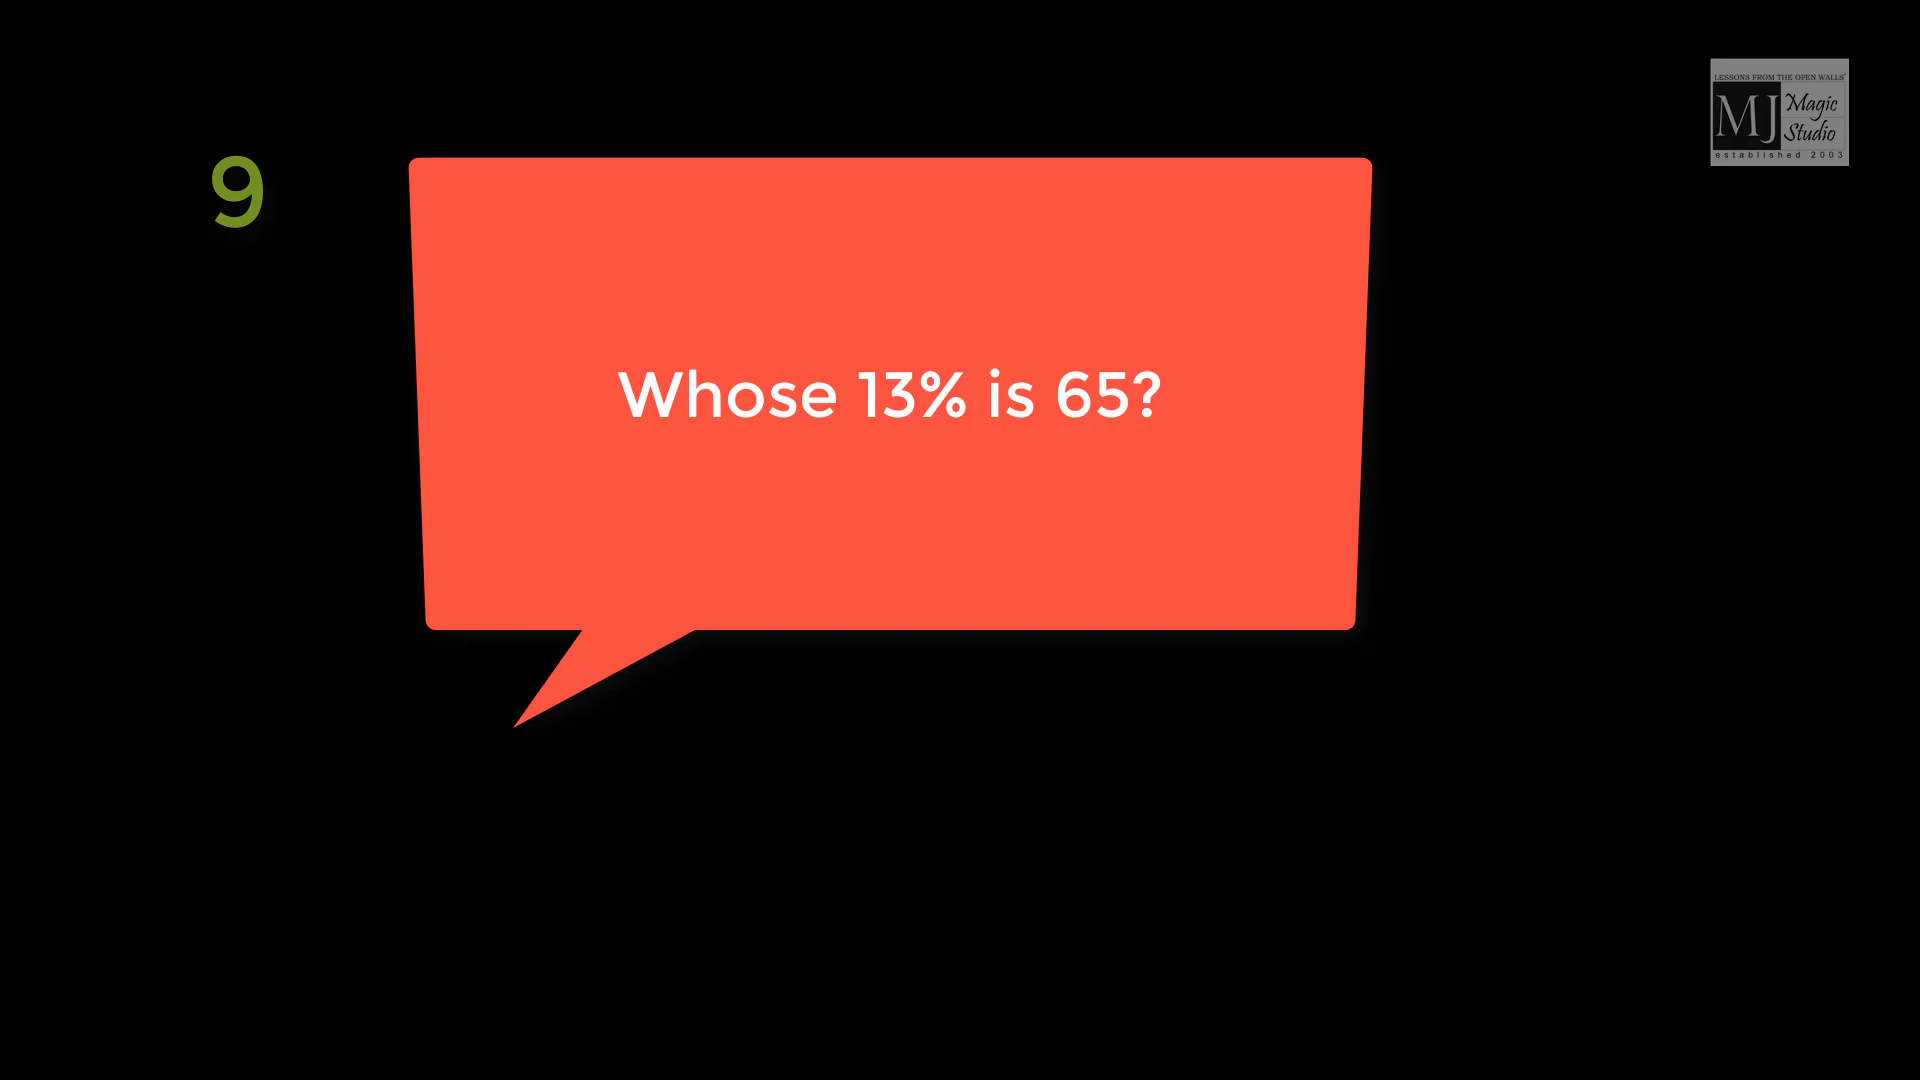 LESSONS FROM THE OPEN WALLS
MJ Magic Studio
established 2003
9
Whose 13% is 65?